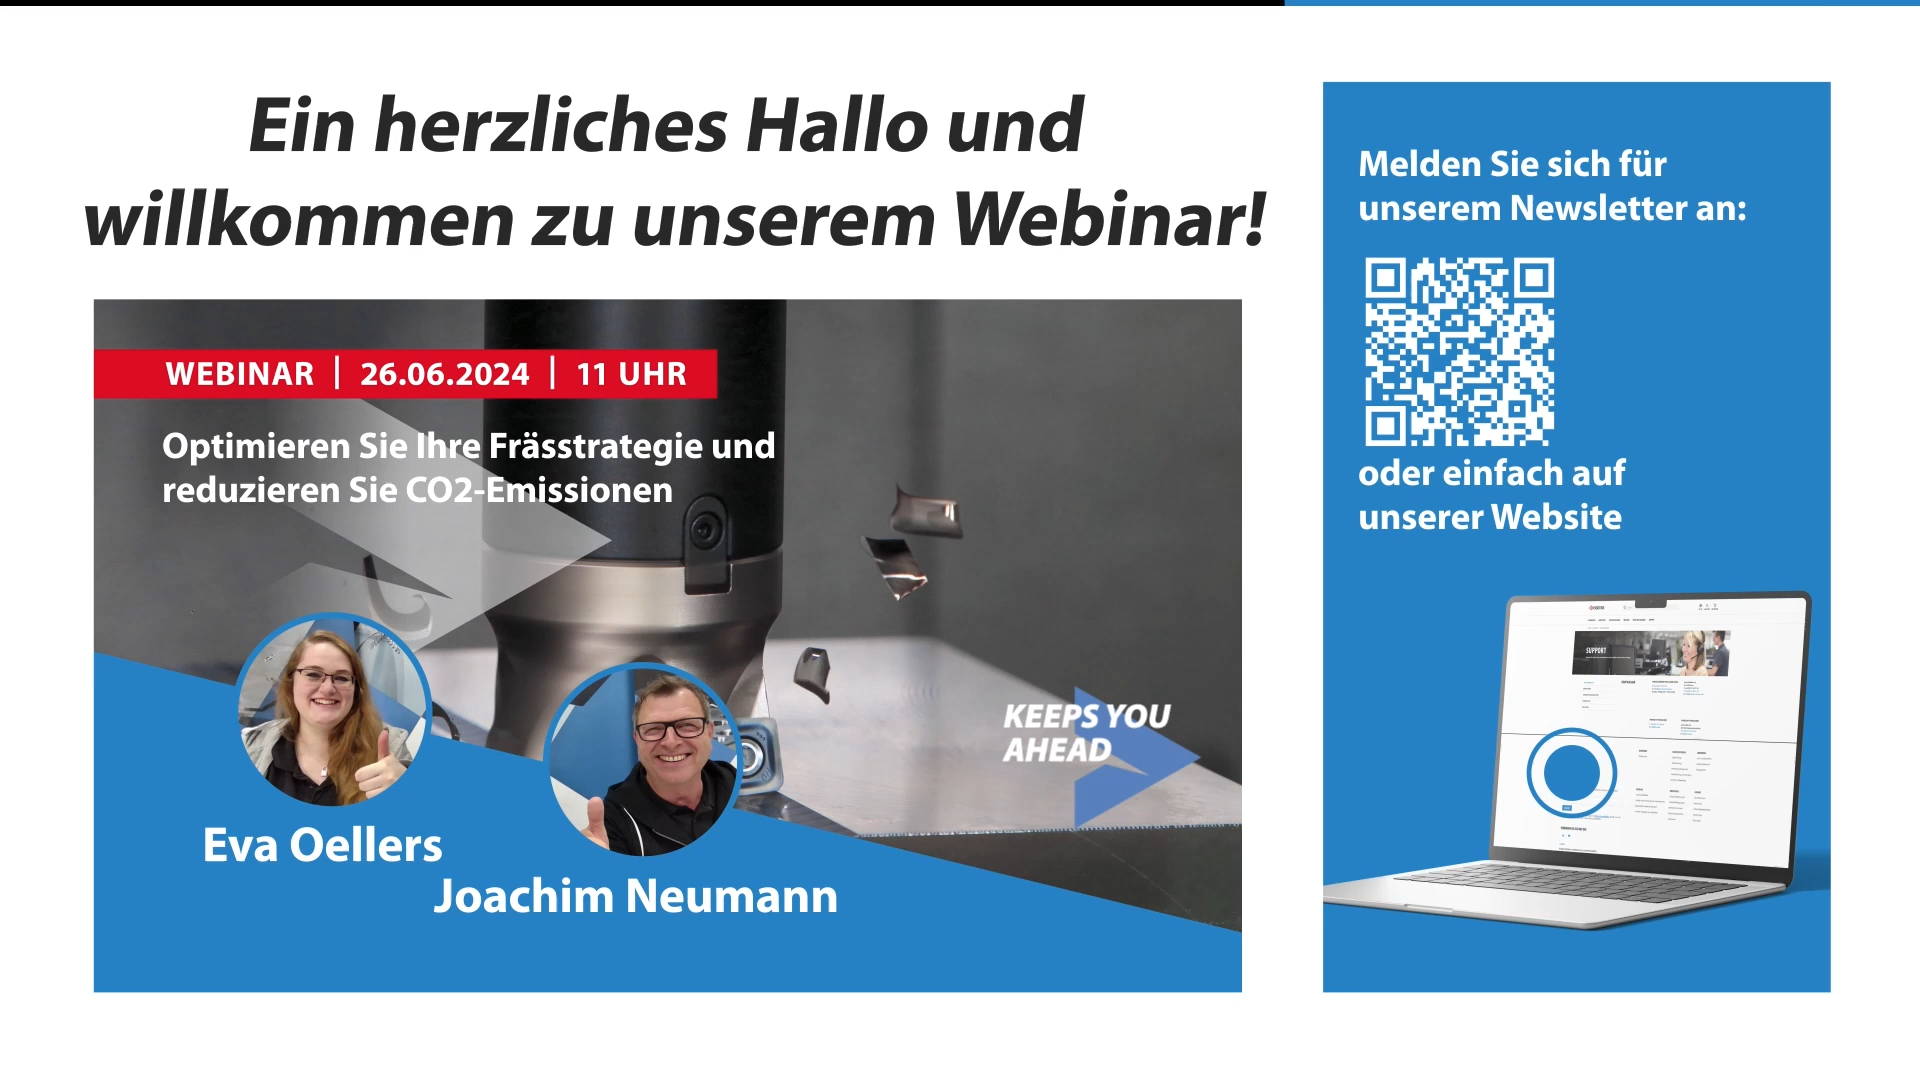 Ein herzliches Hallo und
willkommen zu unserem Webinar!
WEBINAR | 26.06.2024 | 11 UHR
Optimieren Sie Ihre Frässtrategie und
reduzieren Sie CO2-Emissionen
KEEPS YOU
AHEAD
Eva Oellers
Joachim Neumann
Melden Sie sich für
unserem Newsletter an:
oder einfach auf
unserer Website
SUPPORT